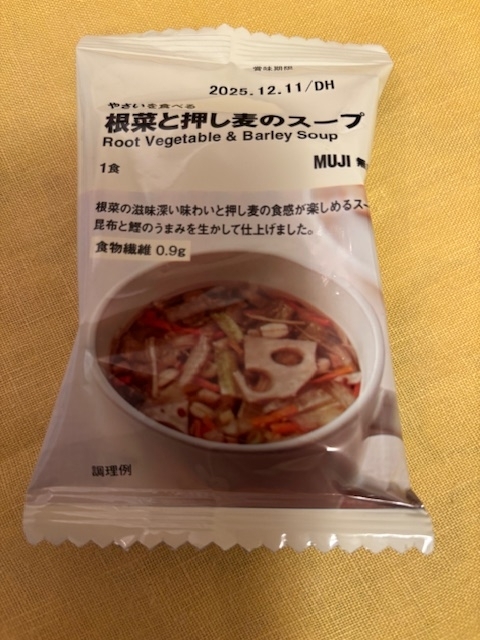 賞味期限
2025.12.11/DH
やさいを食べる
根菜と押し麦のスープ
Root Vegetable & Barley Soup
1食
MUJI 無
根菜の滋味深い味わいと押し麦の食感が楽しめるスー
昆布と鰹のうまみを生かして仕上げました。
食物繊維 0.9g
調理例